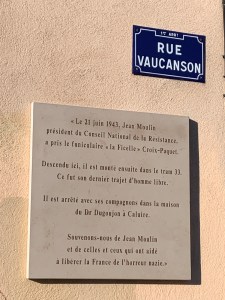 1er ARRT
RUE
VAUCANSON
« Le 21 juin 1943, Jean Moulin
président du Conseil National de la Resistance,
a pris le funiculaire « la Ficelle » Croix-Paquet.
Descendu ici, il est monté ensuite dans le tram 33.
Ce fut son dernier trajet d'homme libre.
Il est arrêté avec ses compagnons dans la maison
du Dr Dugoujon à Caluire.
Souvenons-nous de Jean Moulin
et de celles et ceux qui ont aidé
à libérer la France de l'horreur nazie.»